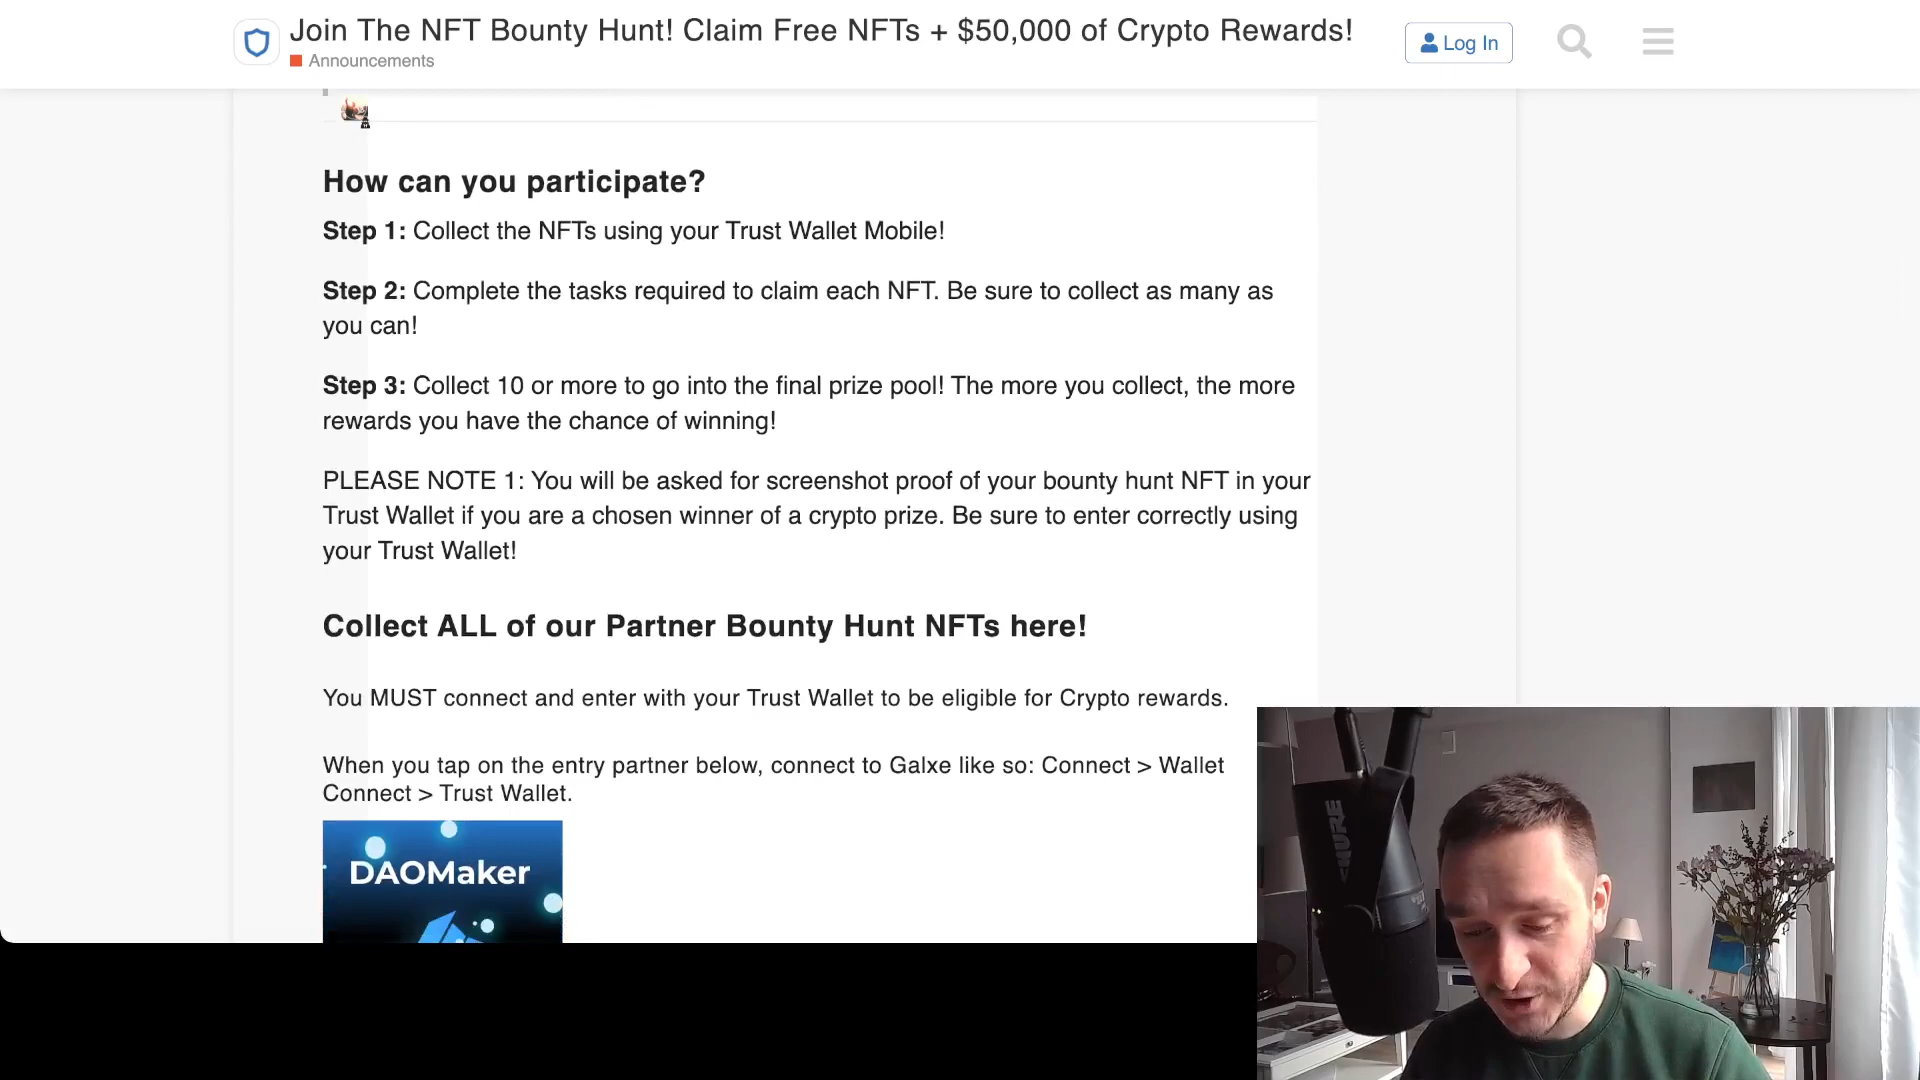 Join The NFT Bounty Hunt! Claim Free NFTs + $50,000 of Crypto Rewards!
Announcements
Log In
How can you participate?
Step 1: Collect the NFTs using your Trust Wallet Mobile!
Step 2: Complete the tasks required to claim each NFT. Be sure to collect as many as
you can!
Step 3: Collect 10 or more to go into the final prize pool! The more you collect, the more
rewards you have the chance of winning!
PLEASE NOTE 1: You will be asked for screenshot proof of your bounty hunt NFT in your
Trust Wallet if you are a chosen winner of a crypto prize. Be sure to enter correctly using
your Trust Wallet!
Collect ALL of our Partner Bounty Hunt NFTs here!
You MUST connect and enter with your Trust Wallet to be eligible for Crypto rewards.
When you tap on the entry partner below, connect to Galxe like so: Connect > Wallet
Connect > Trust Wallet.
DAOMaker
SHURE